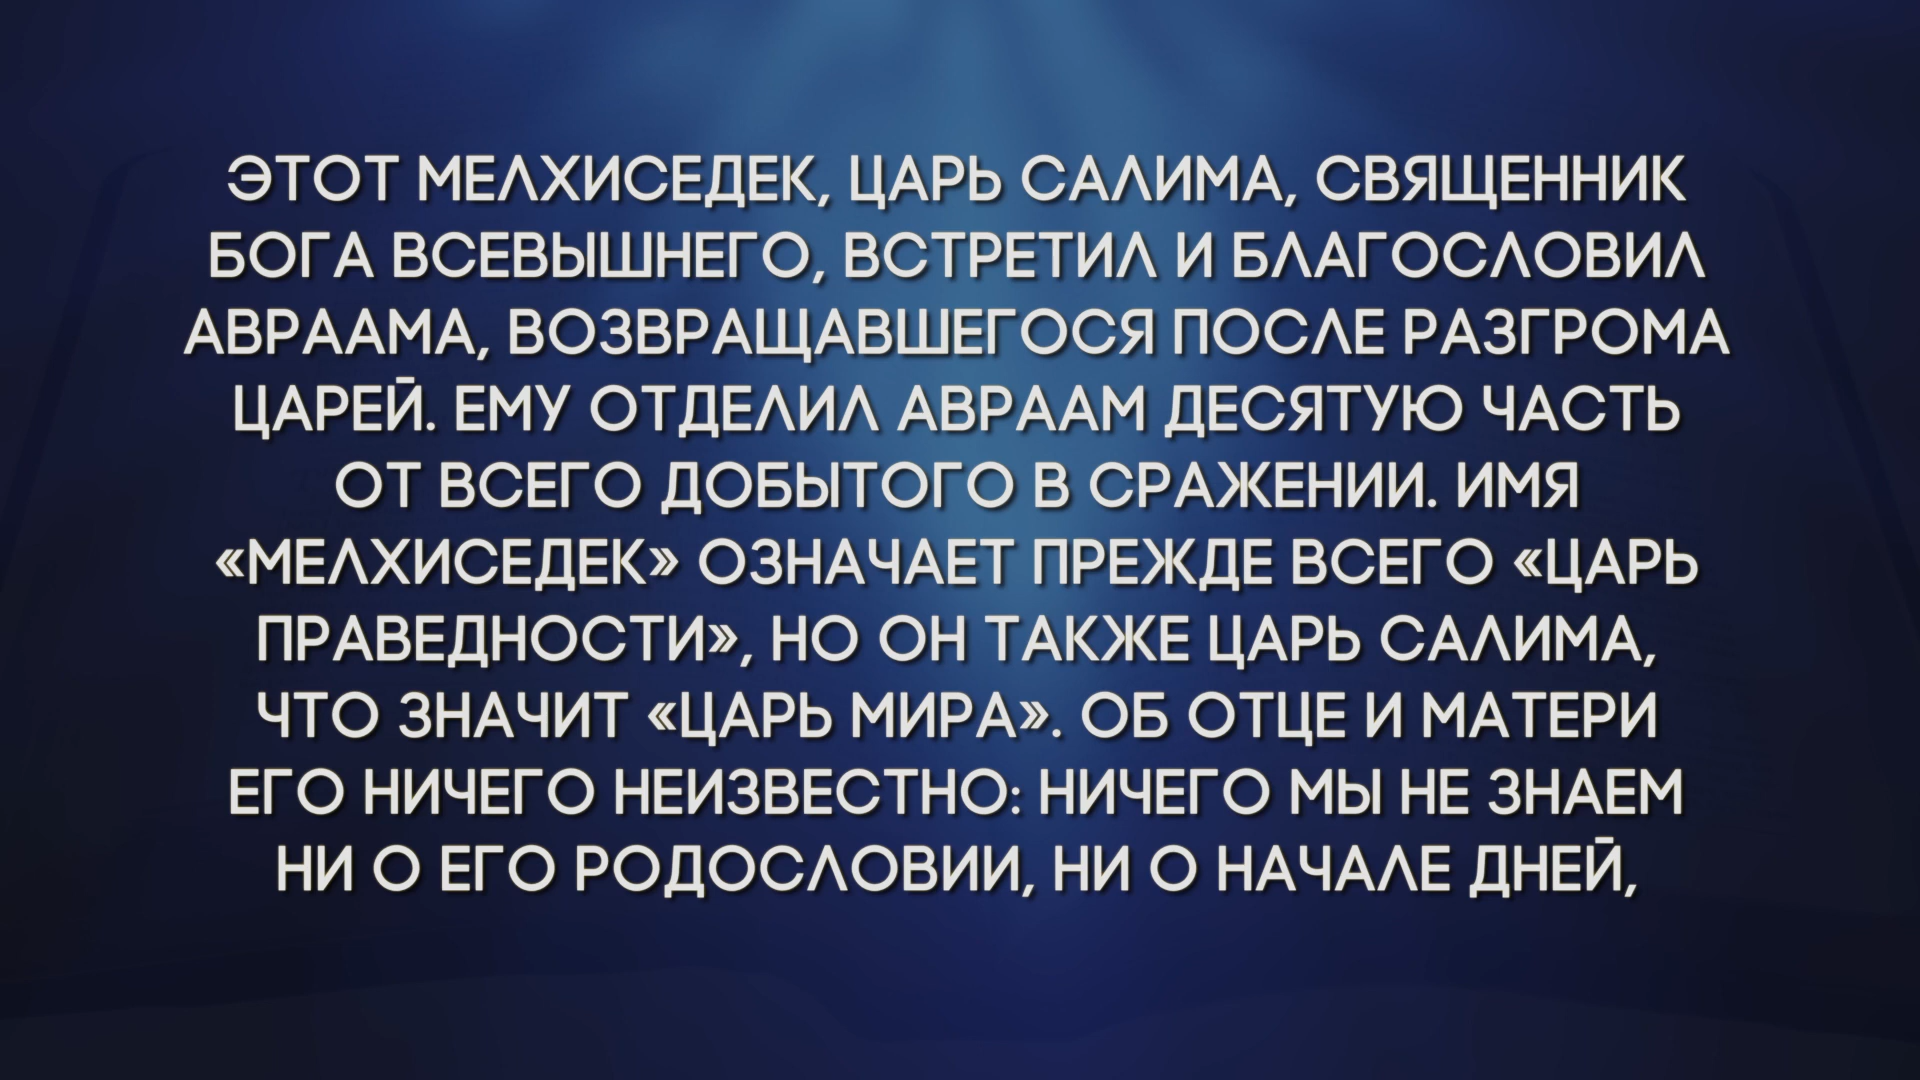 ЭТОТ МЕЛХИСЕДЕК, ЦАРЬ САЛИМА, СВЯЩЕННИК
БОГА ВСЕВЫШНЕГО, ВСТРЕТИЛ И БЛАГОСЛОВИЛ
АВРААМА, ВОЗВРАЩАВШЕГОСЯ ПОСЛЕ РАЗГРОМА
ЦАРЕЙ. ЕМУ ОТДЕЛИЛ АВРААМ ДЕСЯТУЮ ЧАСТЬ
ОТ ВСЕГО ДОБЫТОГО В СРАЖЕНИИ. ИМЯ
«МЕЛХИСЕДЕК» ОЗНАЧАЕТ ПРЕЖДЕ ВСЕГО «ЦАРЬ
ПРАВЕДНОСТИ», НО ОН ТАКЖЕ ЦАРЬ САЛИМА,
ЧТО ЗНАЧИТ «ЦАРЬ МИРА». ОБ ОТЦЕ И МАТЕРИ
ЕГО НИЧЕГО НЕИЗВЕСТНО: НИЧЕГО МЫ НЕ ЗНАЕМ
НИ О ЕГО РОДОСЛОВИИ, НИ О НАЧАЛЕ ДНЕЙ,